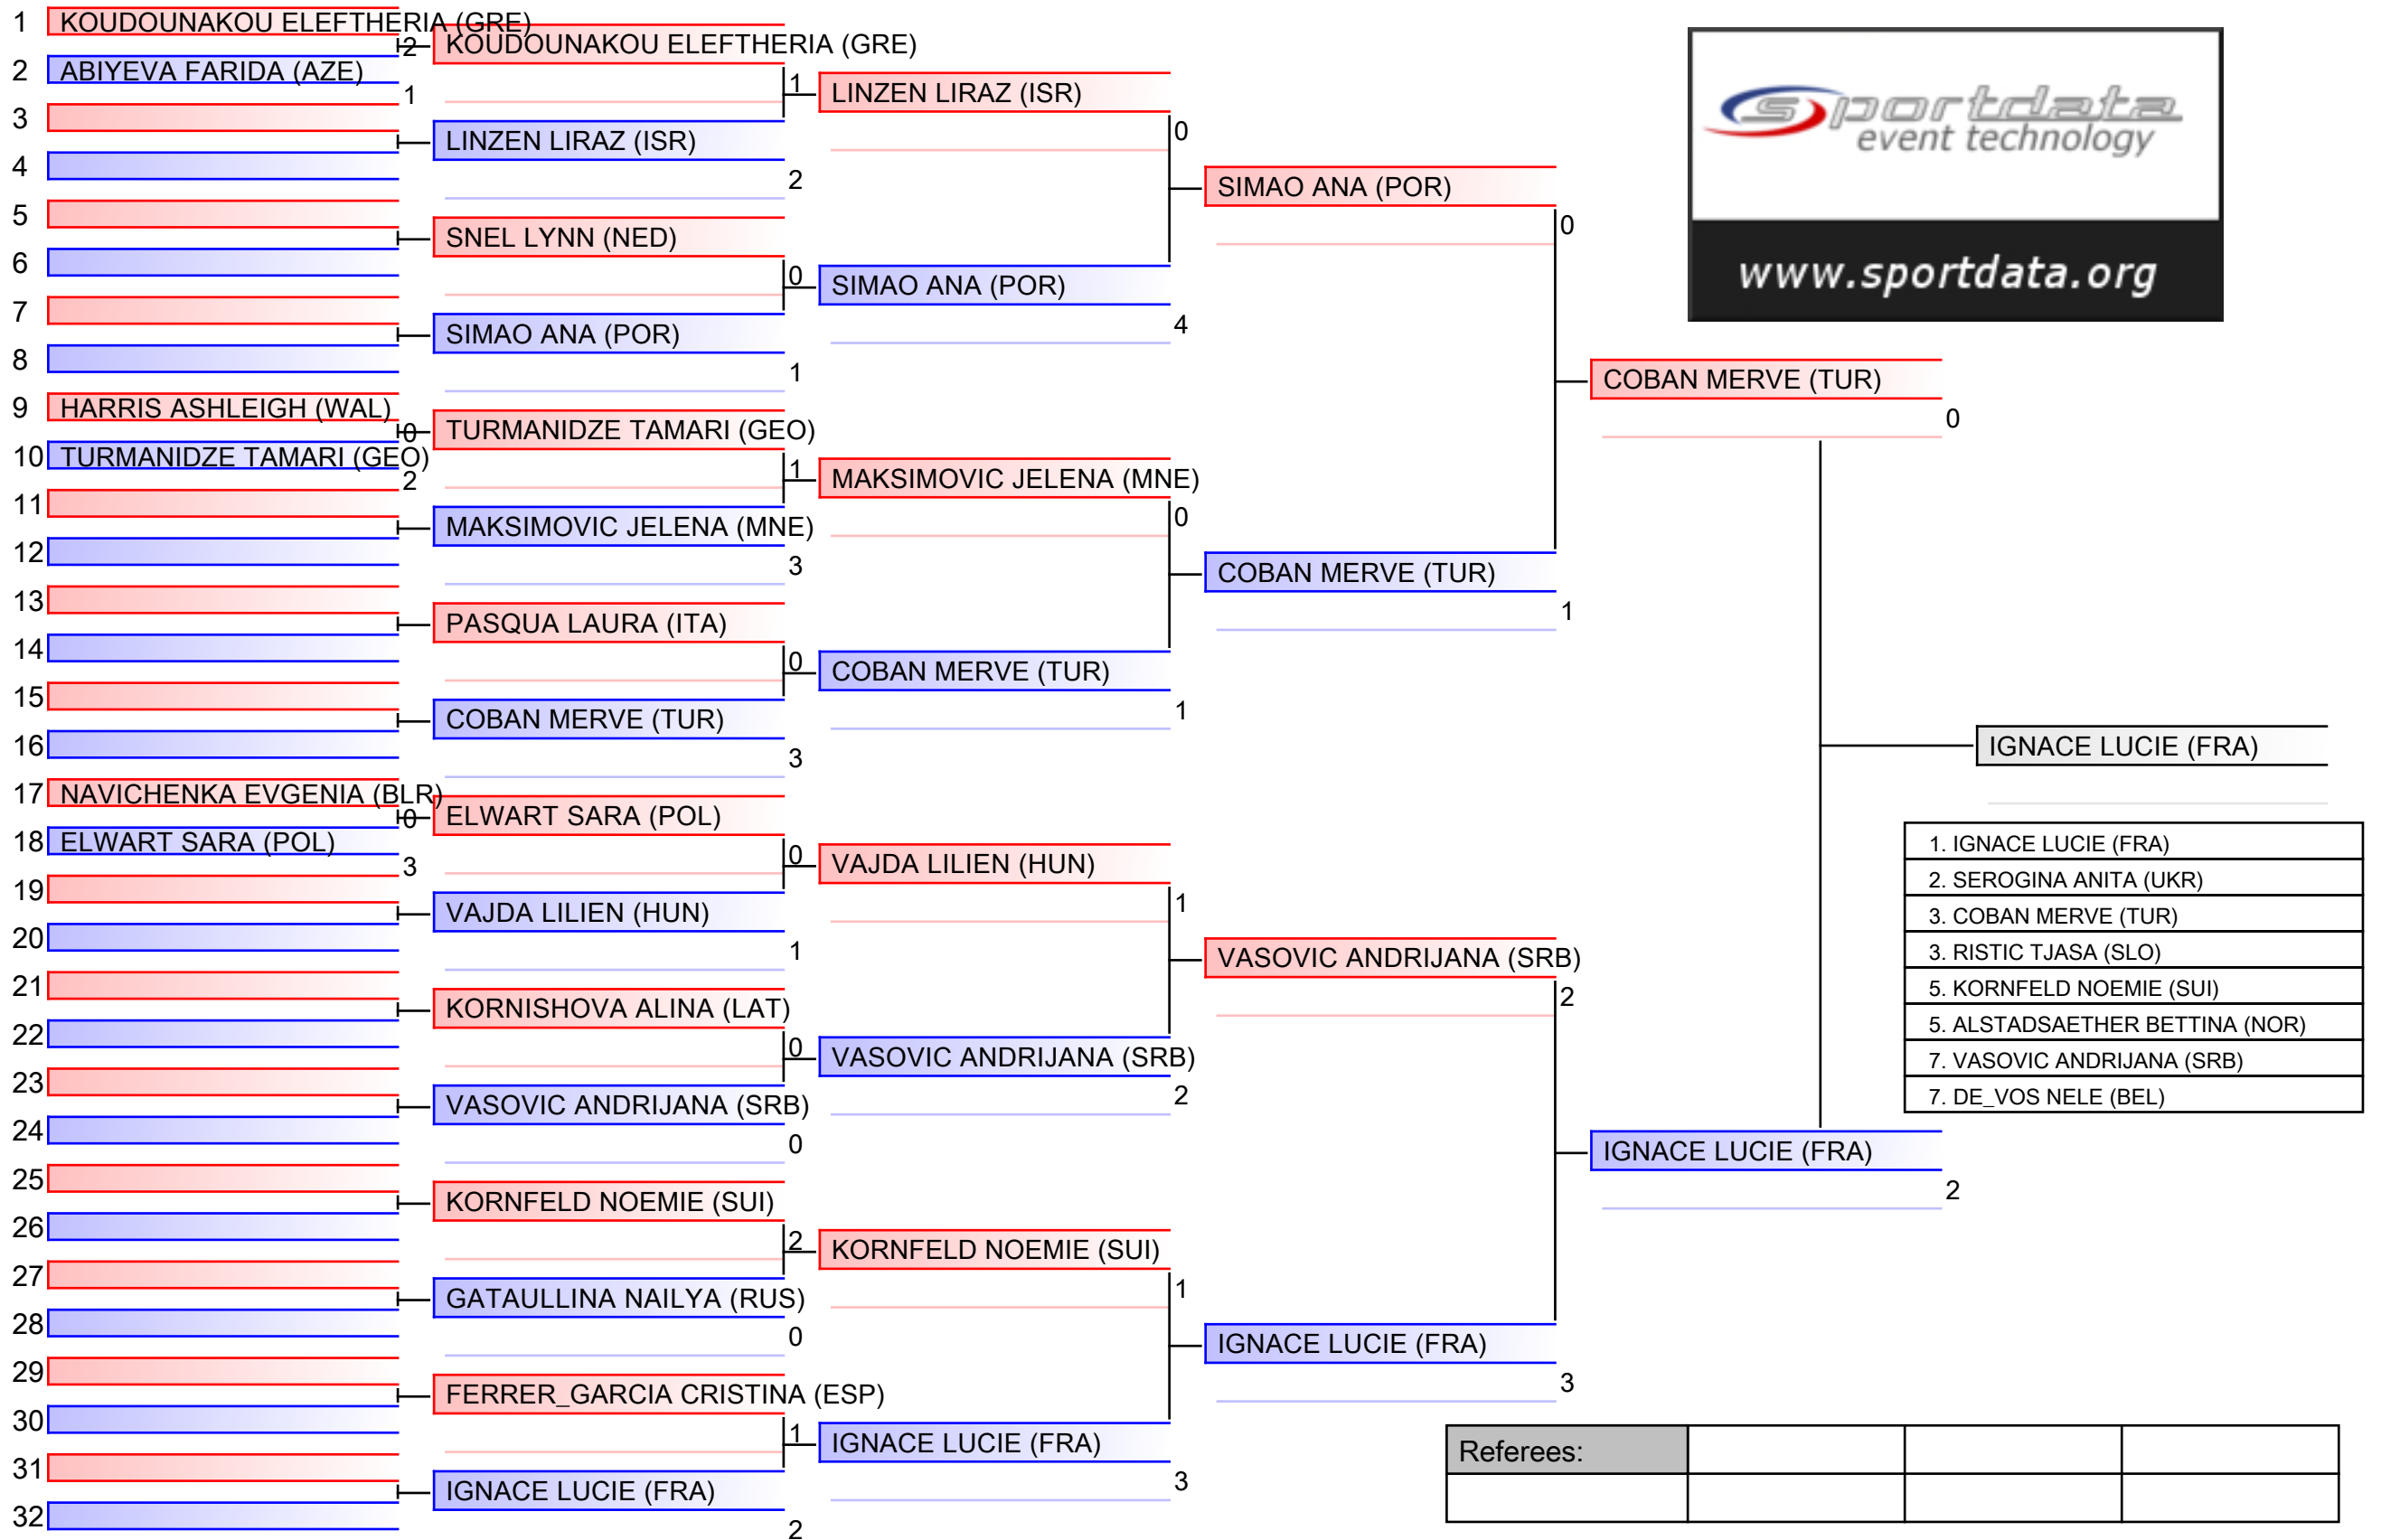 1 KOUDOUNAKOU ELEFTHERIA (GRE)
2
2 ABIYEVA FARIDA (AZE)
1
3
4
5
6
7
8
9 HARRIS ASHLEIGH (WAL)
0
10 TURMANIDZE TAMARI (GEO)
2
11
12
13
14
15
16
17 NAVICHENKA EVGENIA (BLR)
0
18 ELWART SARA (POL)
3
19
20
21
22
23
24
25
26
27
28
29
30
31
32
KOUDOUNAKOU ELEFTHERIA (GRE)
1
LINZEN LIRAZ (ISR)
2
SNEL LYNN (NED)
0
SIMAO ANA (POR)
1
TURMANIDZE TAMARI (GEO)
1
MAKSIMOVIC JELENA (MNE)
3
PASQUA LAURA (ITA)
0
COBAN MERVE (TUR)
3
ELWART SARA (POL)
0
VAJDA LILIEN (HUN)
1
KORNISHOVA ALINA (LAT)
0
VASOVIC ANDRIJANA (SRB)
0
KORNFELD NOEMIE (SUI)
2
GATAULLINA NAILYA (RUS)
0
FERRER_GARCIA CRISTINA (ESP)
1
IGNACE LUCIE (FRA)
2
LINZEN LIRAZ (ISR)
0
SIMAO ANA (POR)
4
MAKSIMOVIC JELENA (MNE)
0
COBAN MERVE (TUR)
1
VAJDA LILIEN (HUN)
1
VASOVIC ANDRIJANA (SRB)
2
KORNFELD NOEMIE (SUI)
1
IGNACE LUCIE (FRA)
3
SIMAO ANA (POR)
0
COBAN MERVE (TUR)
1
VASOVIC ANDRIJANA (SRB)
2
IGNACE LUCIE (FRA)
3
COBAN MERVE (TUR)
0
IGNACE LUCIE (FRA)
2
IGNACE LUCIE (FRA)
sportdata
event technology
www.sportdata.org
1. IGNACE LUCIE (FRA)
2. SEROGINA ANITA (UKR)
3. COBAN MERVE (TUR)
3. RISTIC TJASA (SLO)
5. KORNFELD NOEMIE (SUI)
5. ALSTADSAETHER BETTINA (NOR)
7. VASOVIC ANDRIJANA (SRB)
7. DE_VOS NELE (BEL)
Referees: